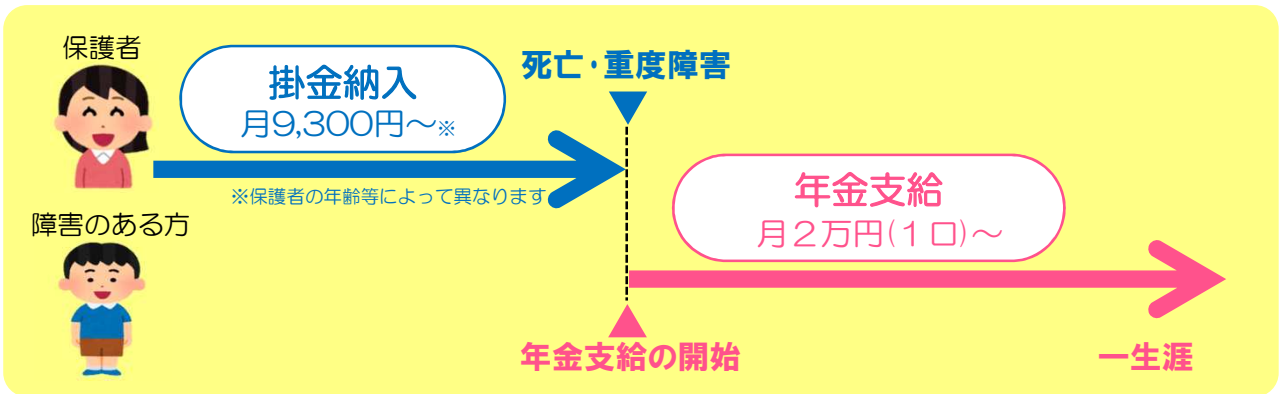 保護者
掛金納入
月9,300円～※
死亡・重度障害
※保護者の年齢等によって異なります
年金支給
月２万円(１口)～
障害のある方
年金支給の開始
一生涯